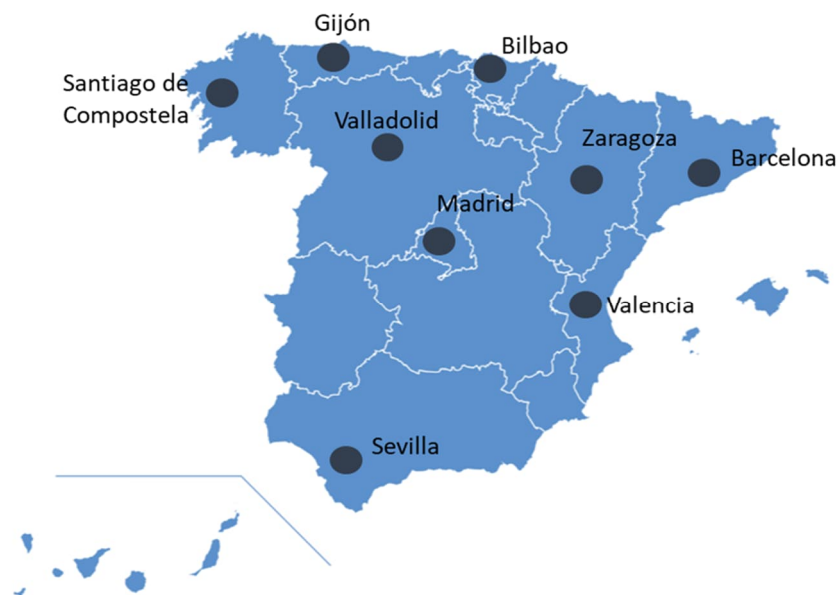 Gijón
Bilbao
Santiago de
Compostela
Valladolid
Zaragoza
Barcelona
Madrid
Valencia
Sevilla